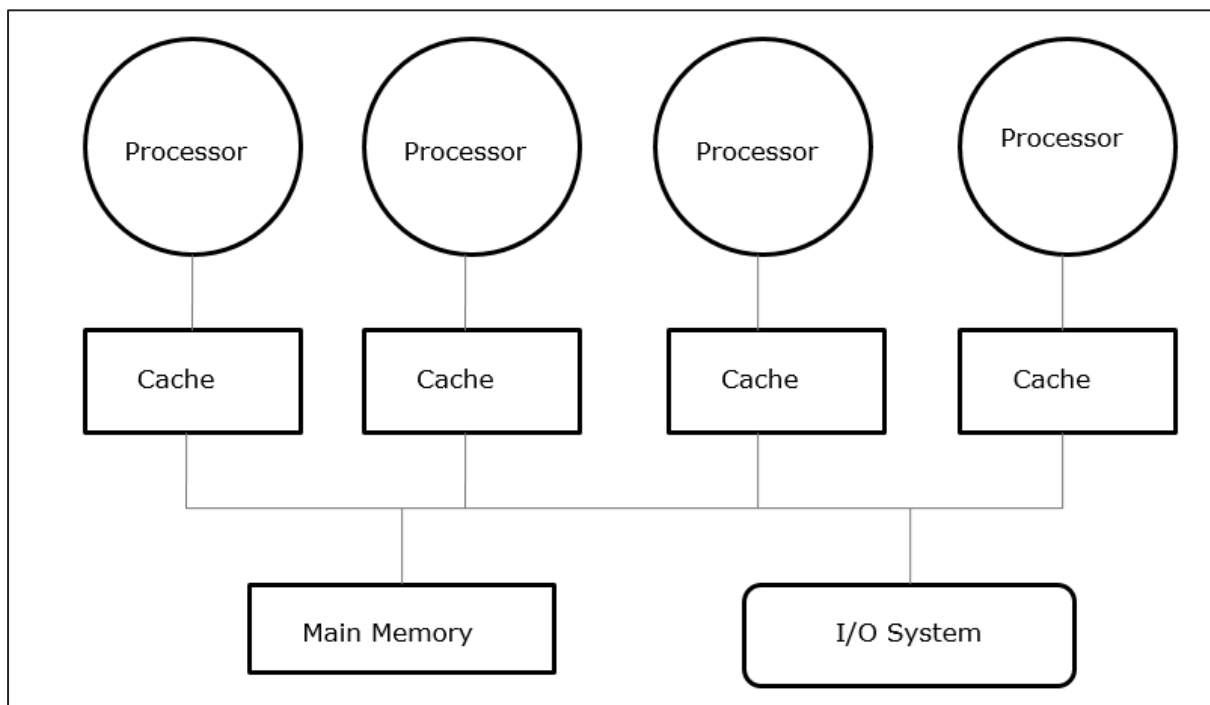 Processor
Processor
Processor
Processor
Cache
Cache
Cache
Cache
Main Memory
I/O System